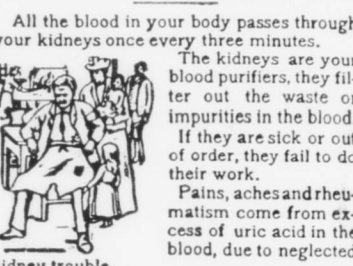 All the blood in your body passes through
your kidneys once every three minutes.
The kidneys are your
blood purifiers, they fil-
ter out the waste or
impurities in the blood.
If they are sick or out
of order, they fail to do
their work.
Pains, aches and rheu-
matism come from ex-
cess of uric acid in the
blood, due to neglected
kidney trouble